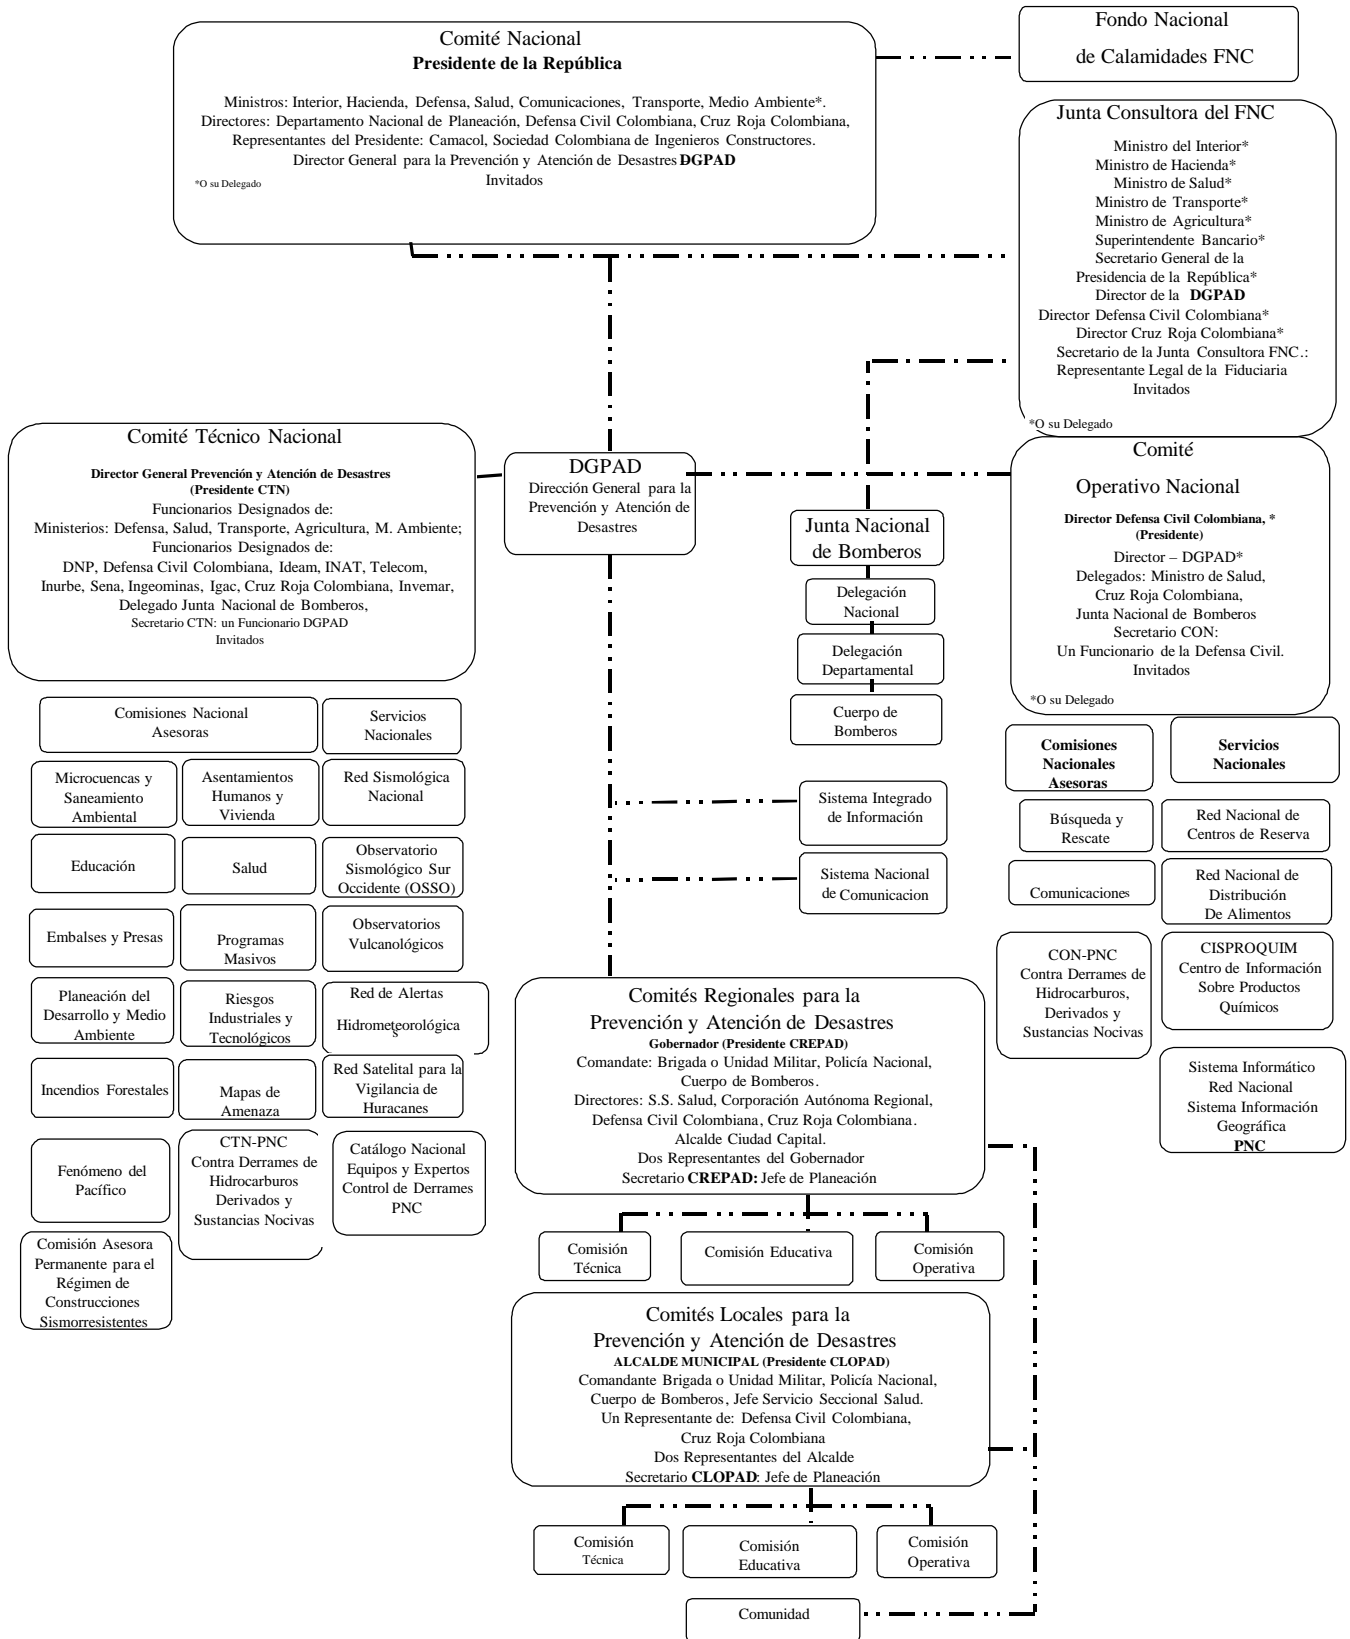 Comité Nacional
Presidente de la República
Ministros: Interior, Hacienda, Defensa, Salud, Comunicaciones, Transporte, Medio Ambiente*.
Directores: Departamento Nacional de Planeación, Defensa Civil Colombiana, Cruz Roja Colombiana,
Representantes del Presidente: Camacol, Sociedad Colombiana de Ingenieros Constructores.
Director General para la Prevención y Atención de Desastres DGPAD
Invitados
*O su Delegado
Fondo Nacional
de Calamidades FNC
Junta Consultora del FNC
Ministro del Interior*
Ministro de Hacienda*
Ministro de Salud*
Ministro de Transporte*
Ministro de Agricultura*
Superintendente Bancario*
Secretario General de la
Presidencia de la República*
Director de la DGPAD
Director Defensa Civil Colombiana*
Director Cruz Roja Colombiana*
Secretario de la Junta Consultora FNC.:
Representante Legal de la Fiduciaria
Invitados
*O su Delegado
Comité Técnico Nacional
Director General Prevención y Atención de Desastres
(Presidente CTN)
Funcionarios Designados de:
Ministerios: Defensa, Salud, Transporte, Agricultura, M. Ambiente;
Funcionarios Designados de:
DNP, Defensa Civil Colombiana, Ideam, INAT, Telecom,
Inurbe, Sena, Ingeominas, Igac, Cruz Roja Colombiana, Invemar,
Delegado Junta Nacional de Bomberos,
Secretario CTN: un Funcionario DGPAD
Invitados
DGPAD
Dirección General para la
Prevención y Atención de
Desastres
Junta Nacional
de Bomberos
Delegación
Nacional
Delegación
Departamental
Cuerpo de
Bomberos
Comité
Operativo Nacional
Director Defensa Civil Colombiana, *
(Presidente)
Director – DGPAD*
Delegados: Ministro de Salud,
Cruz Roja Colombiana,
Junta Nacional de Bomberos
Secretario CON:
Un Funcionario de la Defensa Civil.
Invitados
*O su Delegado
Comisiones Nacional
Asesoras
Servicios
Nacionales
Microcuencas y
Saneamiento
Ambiental
Asentamientos
Humanos y
Vivienda
Red Sismológica
Nacional
Educación
Salud
Observatorio
Sismológico Sur
Occidente (OSSO)
Embalses y Presas
Programas
Masivos
Observatorios
Vulcanológicos
Planeación del
Desarrollo y Medio
Ambiente
Riesgos
Industriales y
Tecnológicos
Red de Alertas
Hidrometeorológica
s
Incendios Forestales
Mapas de
Amenaza
Red Satelital para la
Vigilancia de
Huracanes
Fenómeno del
Pacífico
CTN-PNC
Contra Derrames de
Hidrocarburos
Derivados y
Sustancias Nocivas
Catálogo Nacional
Equipos y Expertos
Control de Derrames
PNC
Comisión Asesora
Permanente para el
Régimen de
Construcciones
Sismorresistentes
Sistema Integrado
de Información
Sistema Nacional
de Comunicacion
Comisiones
Nacionales
Asesoras
Servicios
Nacionales
Búsqueda y
Rescate
Red Nacional de
Centros de Reserva
Comunicaciones
Red Nacional de
Distribución
De Alimentos
CON-PNC
Contra Derrames de
Hidrocarburos,
Derivados y
Sustancias Nocivas
CISPROQUIM
Centro de Información
Sobre Productos
Químicos
Sistema Informático
Red Nacional
Sistema Información
Geográfica
PNC
Comités Regionales para la
Prevención y Atención de Desastres
Gobernador (Presidente CREPAD)
Comandate: Brigada o Unidad Militar, Policía Nacional,
Cuerpo de Bomberos.
Directores: S.S. Salud, Corporación Autónoma Regional,
Defensa Civil Colombiana, Cruz Roja Colombiana.
Alcalde Ciudad Capital.
Dos Representantes del Gobernador
Secretario CREPAD: Jefe de Planeación
Comisión
Técnica
Comisión Educativa
Comisión
Operativa
Comités Locales para la
Prevención y Atención de Desastres
ALCALDE MUNICIPAL (Presidente CLOPAD)
Comandante Brigada o Unidad Militar, Policía Nacional,
Cuerpo de Bomberos, Jefe Servicio Seccional Salud.
Un Representante de: Defensa Civil Colombiana,
Cruz Roja Colombiana
Dos Representantes del Alcalde
Secretario CLOPAD: Jefe de Planeación
Comisión
Técnica
Comisión
Educativa
Comisión
Operativa
Comunidad